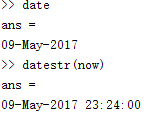 >> date
ans =
09-May-2017
>> datestr(now)
ans =
09-May-2017 23:24:00